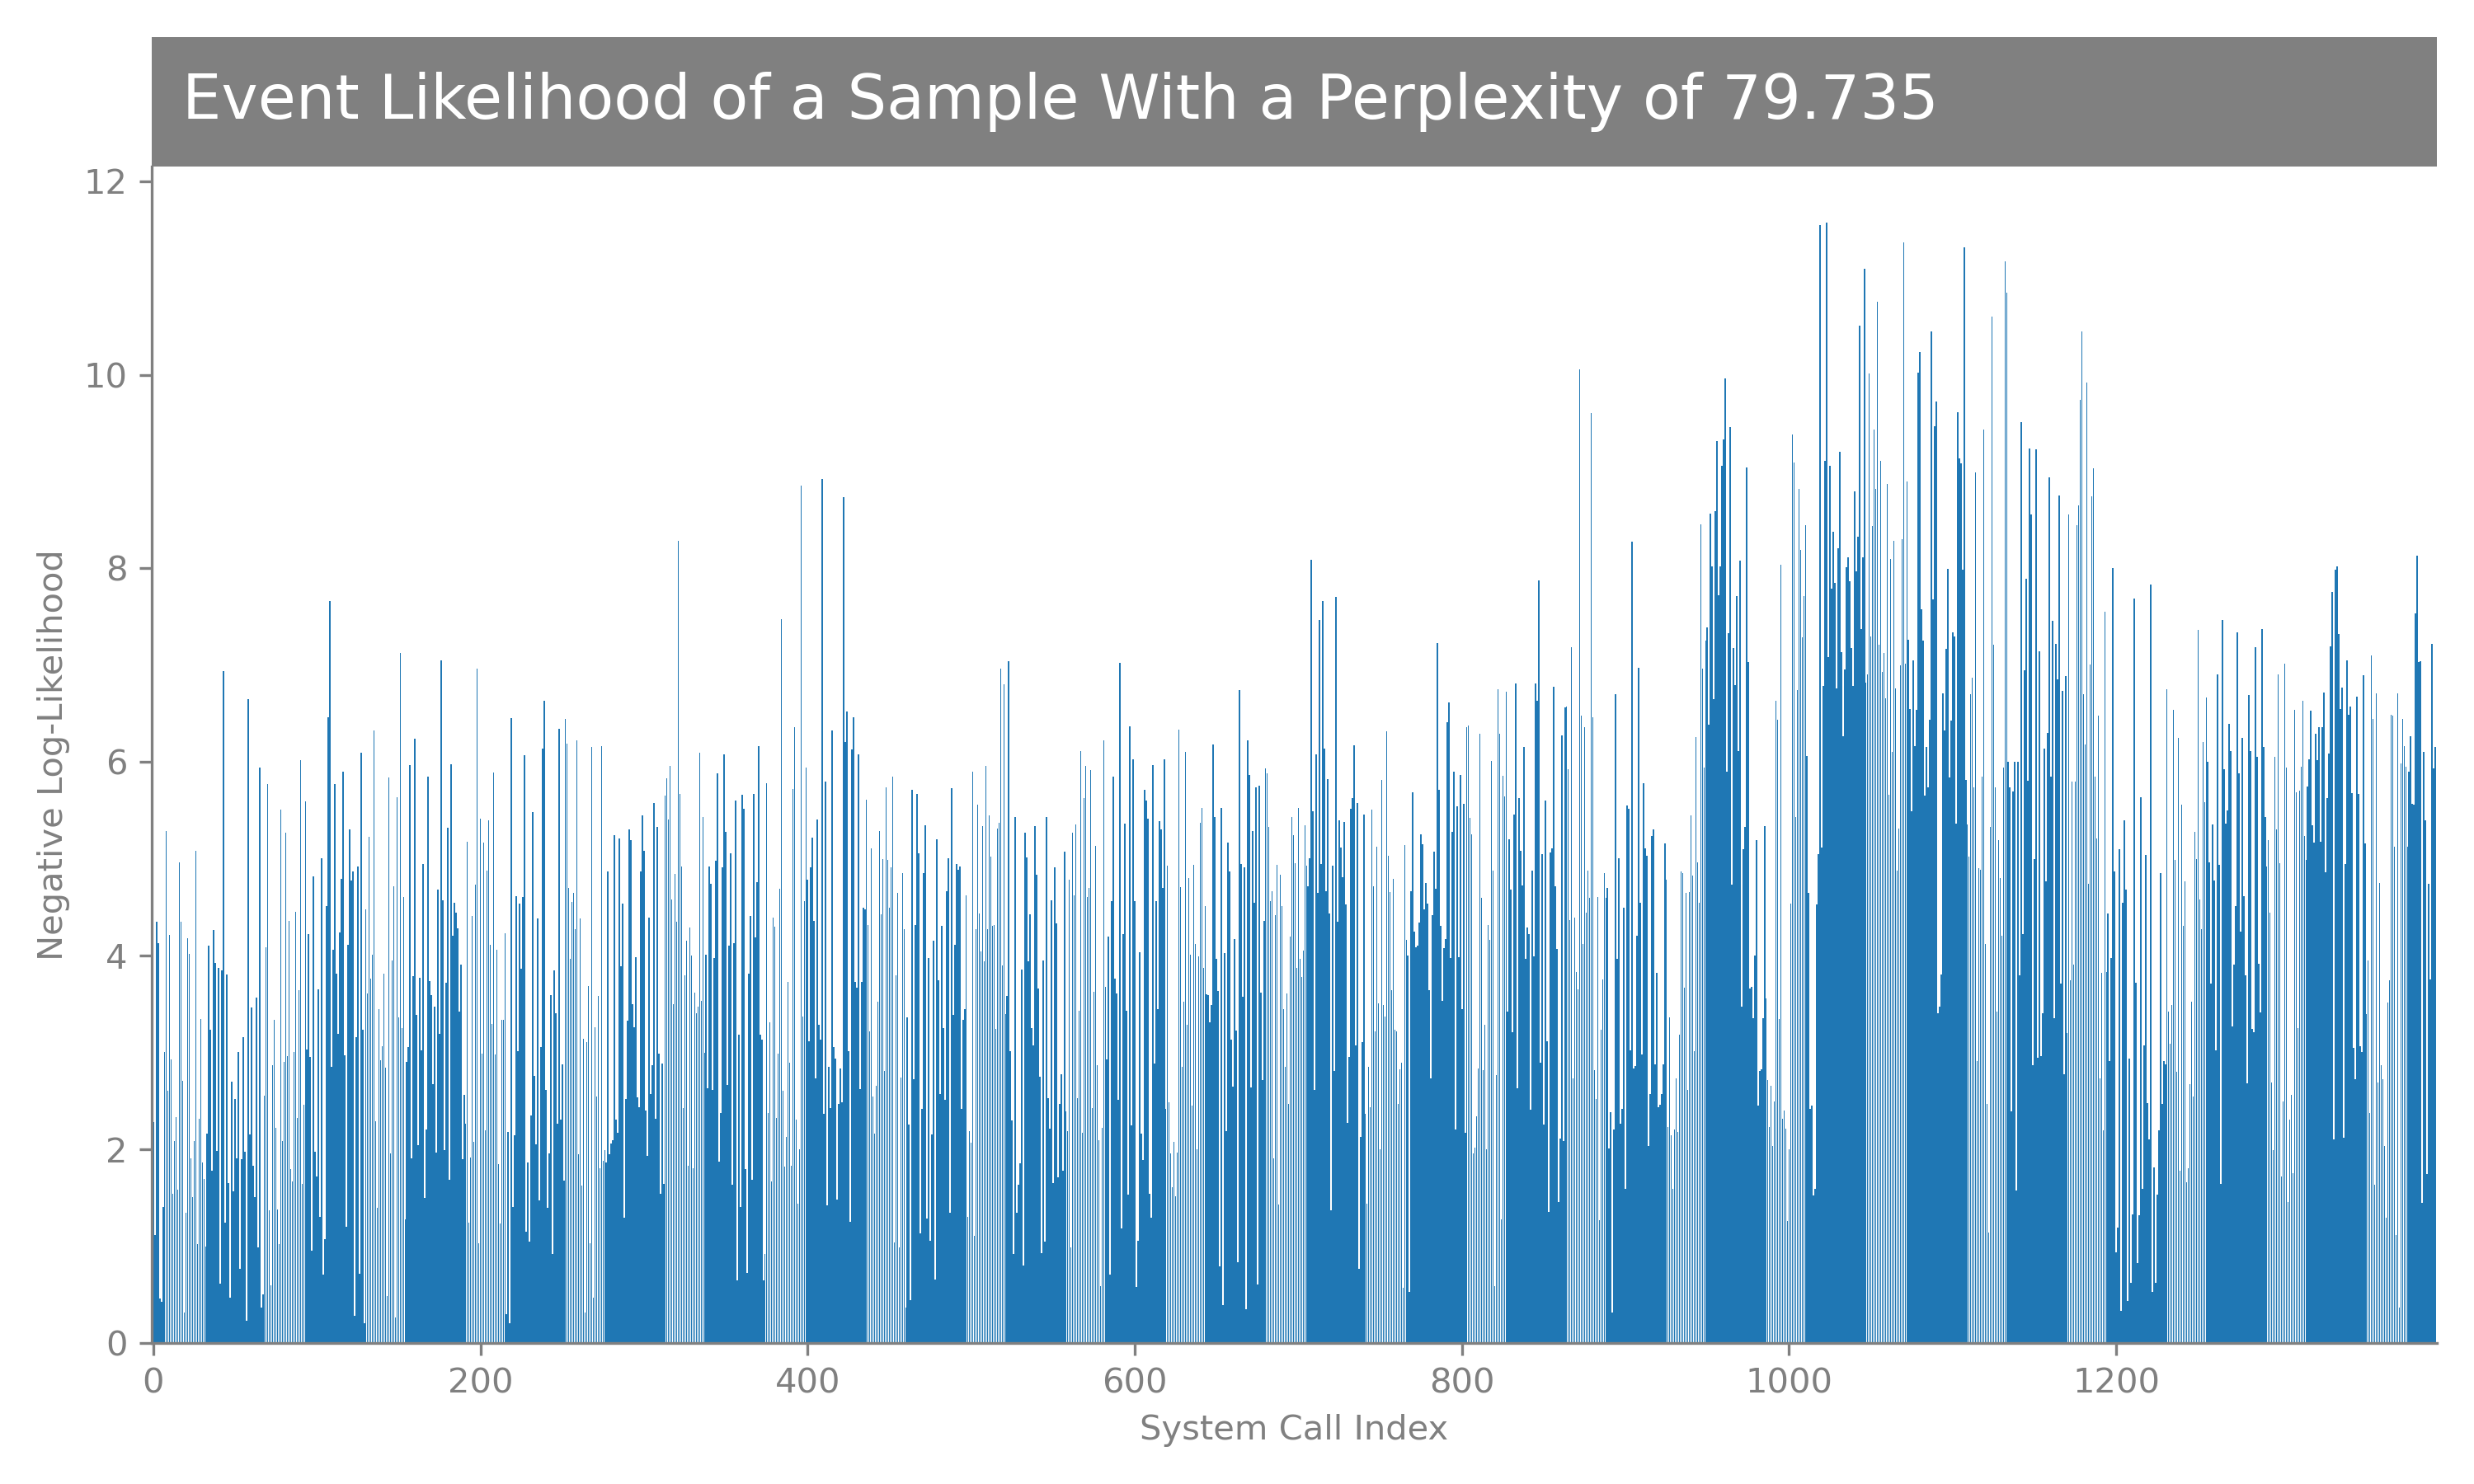 Event Likelihood of a Sample With a Perplexity of 79.735
12
10
8
6
4
2
0
Negative Log-Likelihood
0 200 400 600 800 1000 1200
System Call Index